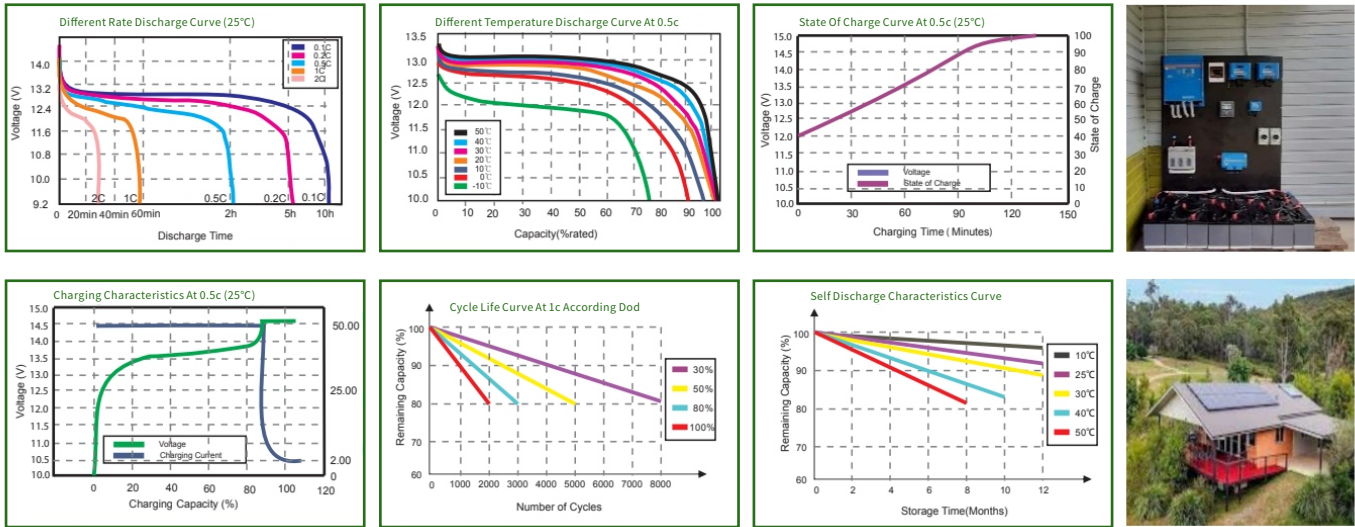 Different Rate Discharge Curve (25℃)
Voltage (V)
14.0
13.2
12.4
11.6
10.8
10.0
9.2
0.1C
0.2C
0.5C
1C
2C
2C 1C 0.5C 0.2C 0.1C
0 20min 40min 60min 2h 5h 10h
Discharge Time
Different Temperature Discharge Curve At 0.5c
Voltage (V)
13.5
13.0
12.5
12.0
11.5
11.0
10.5
10.0
50℃
40℃
30℃
20℃
10℃
0℃
-10℃
0 10 20 30 40 50 60 70 80 90 100
Capacity(%rated)
State Of Charge Curve At 0.5c (25℃)
Voltage (V)
15.0
14.5
14.0
13.5
13.0
12.5
12.0
11.5
11.0
10.5
100
90
80
70
60
50
40
30
20
10
0
State of Charge
Voltage
State of Charge
0 30 60 90 120 150
Charging Time ( Minutes)
Charging Characteristics At 0.5c (25℃)
Voltage (V)
15.0
14.5
14.0
13.5
13.0
12.5
12.0
11.5
11.0
10.5
10.0
50.00
25.00
2.00
0
Voltage
Charging Current
0 20 40 60 80 100 120
Charging Capacity (%)
Cycle Life Curve At 1c According Dod
Remaining Capacity (%)
100
90
80
70
60
30%
50%
80%
100%
0 1000 2000 3000 4000 5000 6000 7000 8000
Number of Cycles
Self Discharge Characteristics Curve
Remaining Capacity (%)
100
90
80
70
60
10℃
25℃
30℃
40℃
50℃
0 2 4 6 8 10 12
Storage Time(Months)